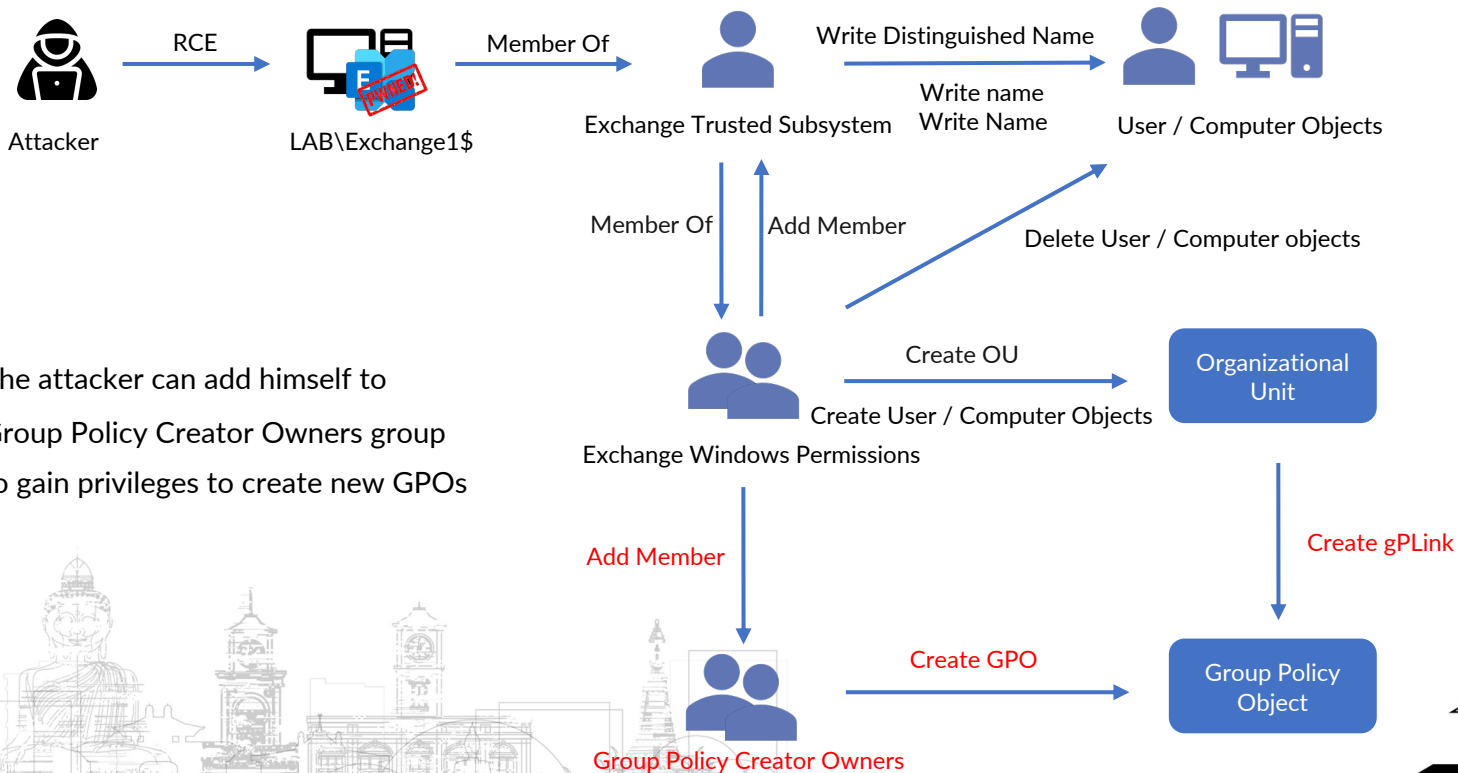 RCE
Member Of
Write Distinguished Name
Write name
Write Name
E
PWNED!
Attacker
LAB\Exchange1$
Exchange Trusted Subsystem
User / Computer Objects
Member Of
Add Member
Delete User / Computer objects
Create OU
Organizational
Unit
Create User / Computer Objects
Exchange Windows Permissions
he attacker can add himself to
Group Policy Creator Owners group
o gain privileges to create new GPOs
Add Member
Create gPLink
Create GPO
Group Policy
Object
Group Policy Creator Owners